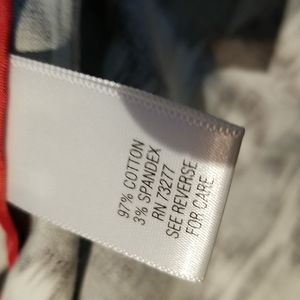 97% COTTON
3% SPANDEX
RN 73277
SEE REVERSE
FOR CARE